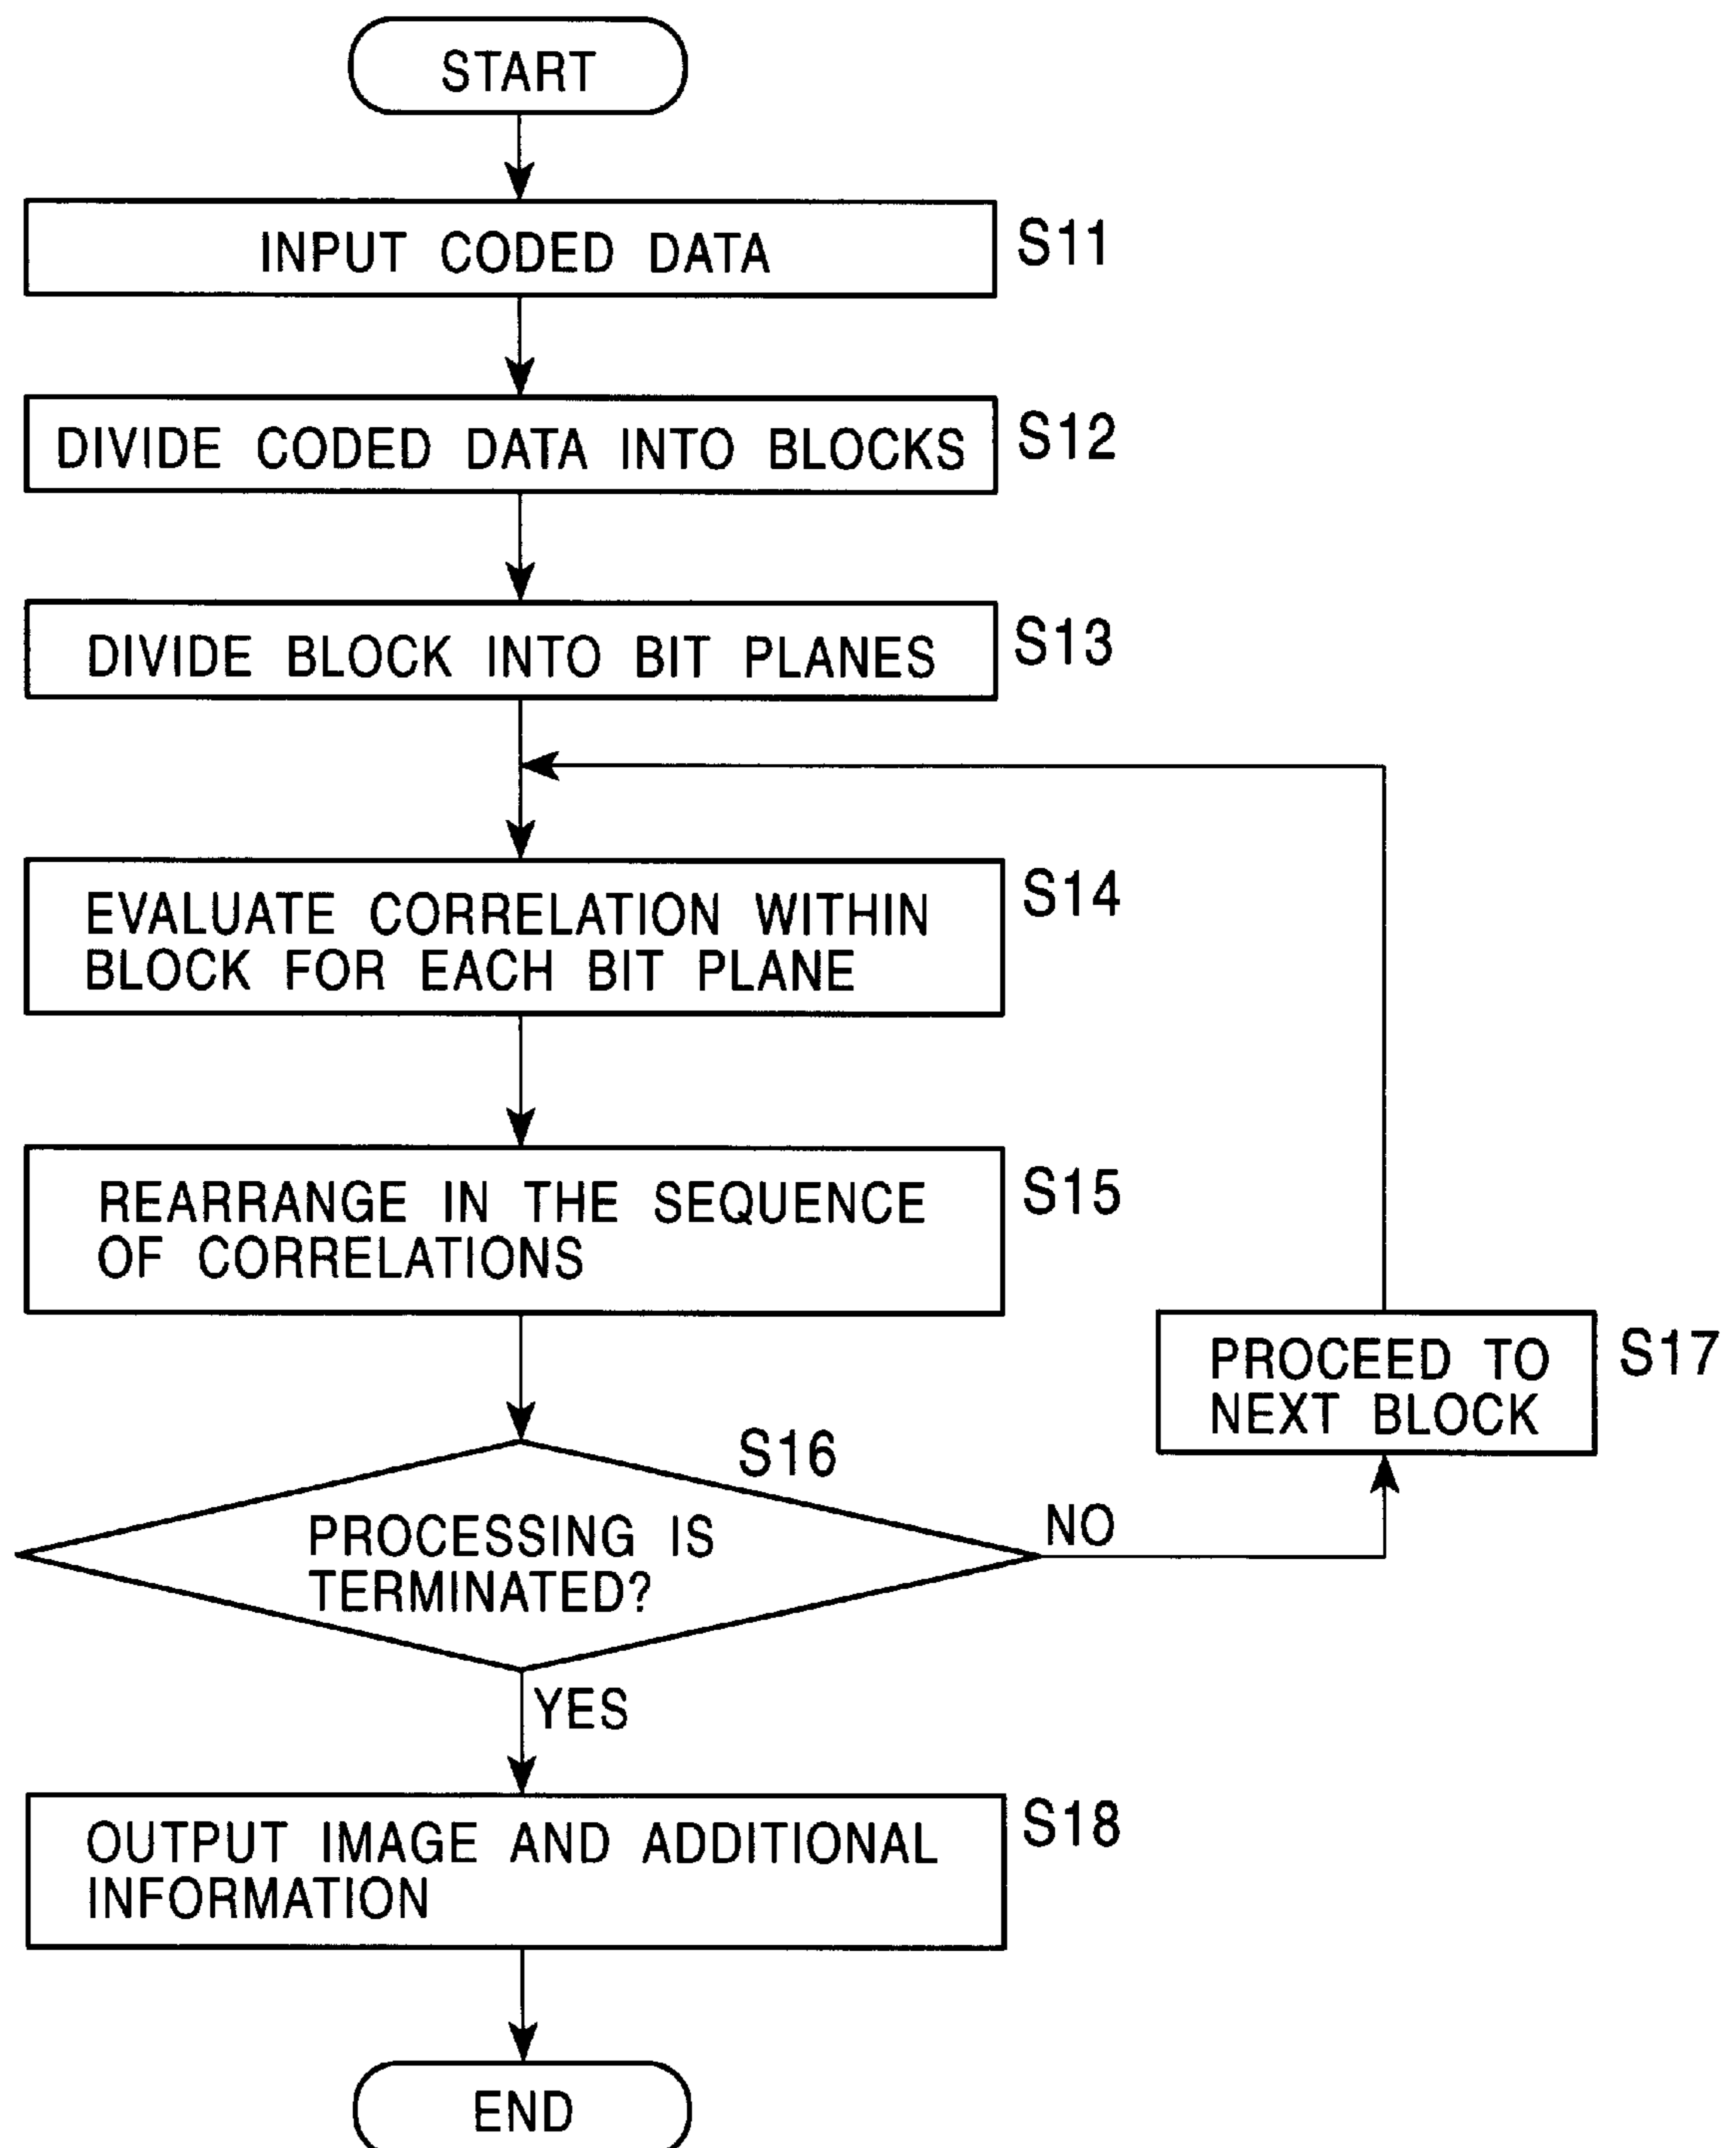 START
INPUT CODED DATA
S11
DIVIDE CODED DATA INTO BLOCKS
S12
DIVIDE BLOCK INTO BIT PLANES
S13
EVALUATE CORRELATION WITHIN
BLOCK FOR EACH BIT PLANE
S14
REARRANGE IN THE SEQUENCE
OF CORRELATIONS
S15
PROCEED TO
NEXT BLOCK
S17
S16
PROCESSING IS
TERMINATED?
NO
YES
OUTPUT IMAGE AND ADDITIONAL
INFORMATION
S18
END